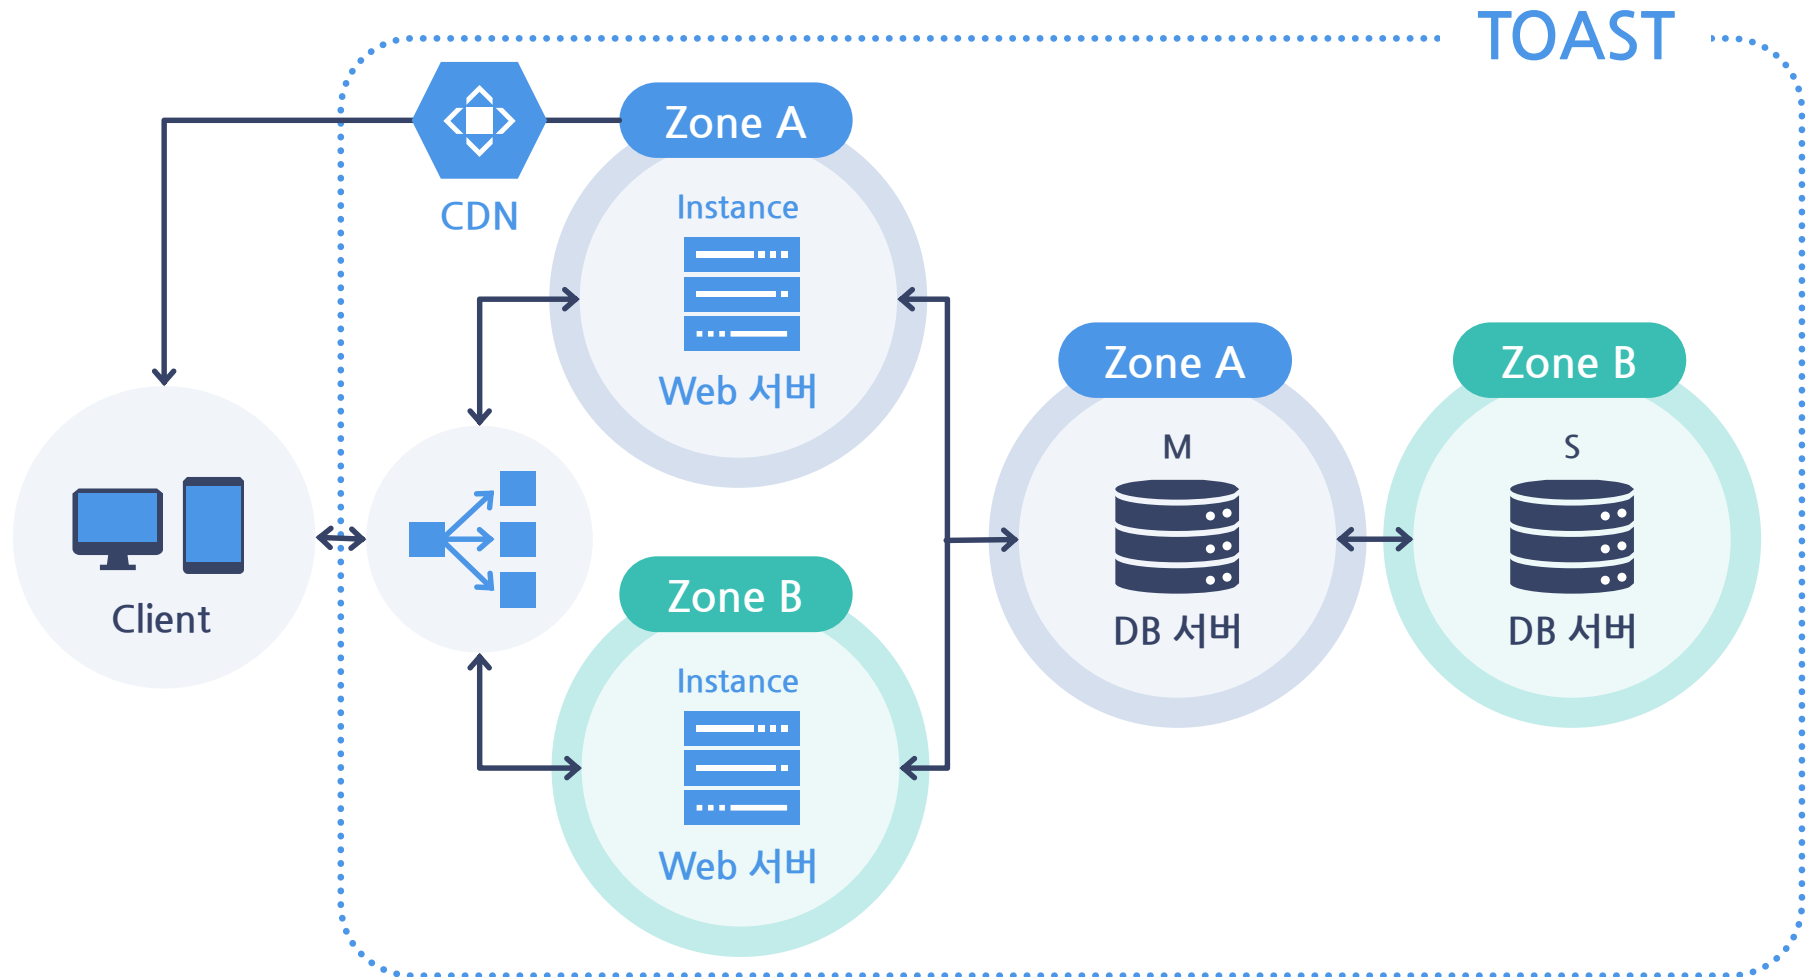 TOAST
Zone A
CDN
Instance
Web 서버
Client
Zone B
Instance
Web 서버
Zone A
M
DB 서버
Zone B
S
DB 서버